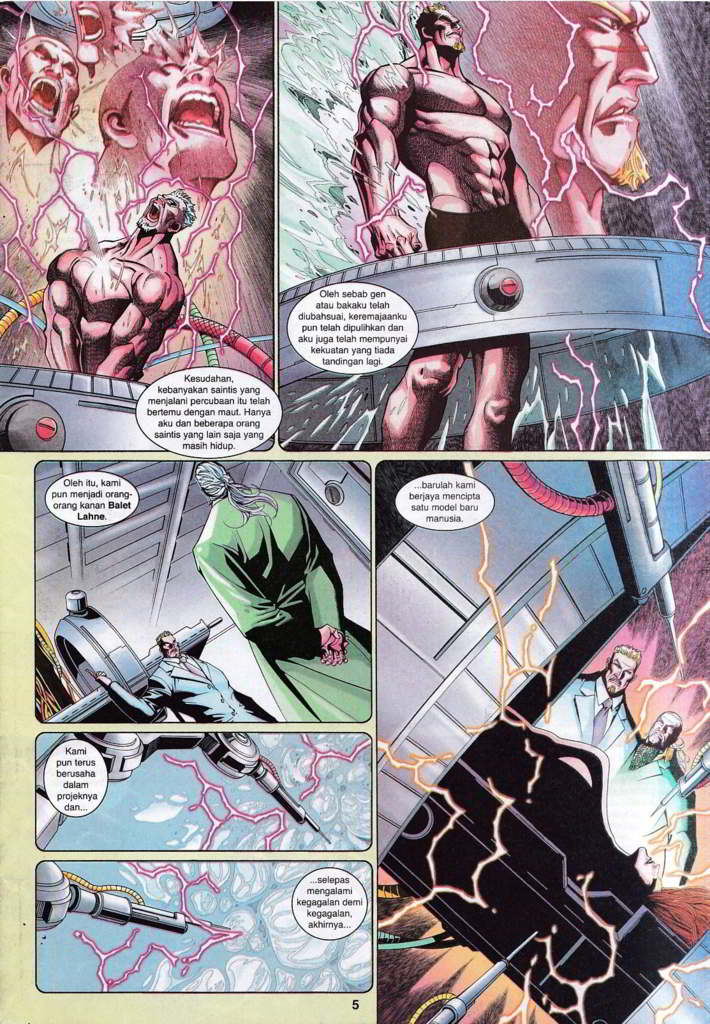 Kesudahan,
kebanyakan saintis yang
menjalani percubaan itu telah
bertemu dengan maut. Hanya
aku dan beberapa orang
saintis yang lain saja yang
masih hidup.
Oleh sebab gen
atau bakaku telah
diubahsuai, keremajaanku
pun telah dipulihkan dan
aku juga telah mempunyai
kekuatan yang tiada
tandingan lagi.
Oleh itu, kami
pun menjadi orang-
orang kanan Balet
Lahne.
Kami
pun terus
berusaha
dalam
projeknya
dan...
...selepas
mengalami
kegagalan demi
kegagalan,
akhirnya...
...barulah kami
berjaya mencipta
satu model baru
manusia.
5